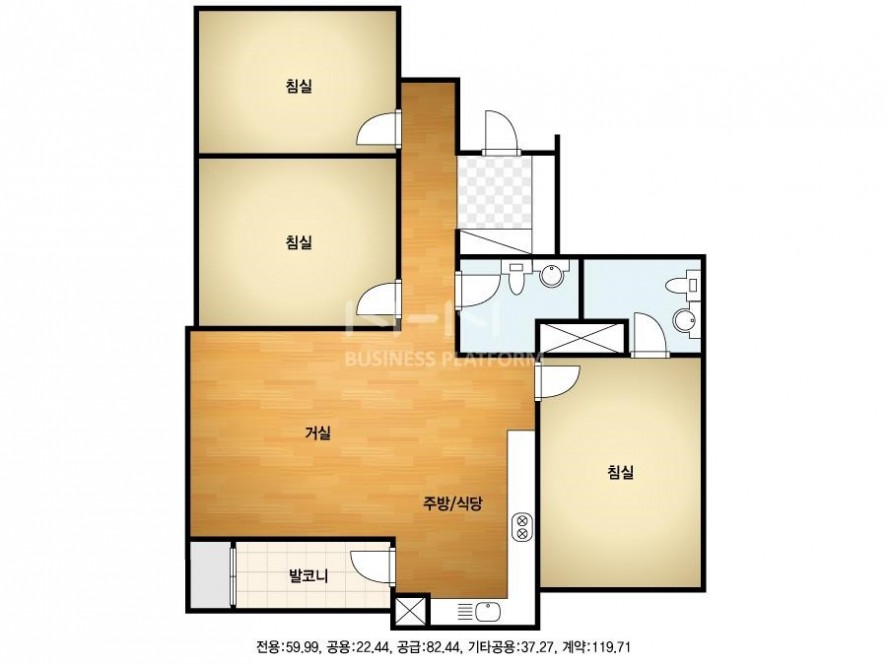 침실
침실
N-N
BUSINESS PLATFORM
거실
침실
주방/식당
발코니
전용:59.99, 공용:22.44, 공급:82.44, 기타공용:37.27, 계약:119.71